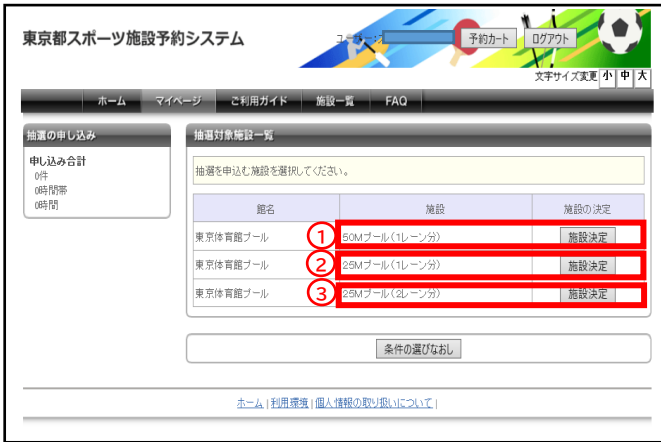 東京都スポーツ施設予約システム
ユーザー： 予約カート ログアウト
文字サイズ変更 小 中 大
ホーム マイページ ご利用ガイド 施設一覧 FAQ
抽選の申し込み
申し込み合計
0件
0時間帯
0時間
抽選対象施設一覧
抽選を申込む施設を選択してください。
館名 施設 施設の決定
東京体育館プール ① 50Mプール(1レーン分) 施設決定
東京体育館プール ② 25Mプール(1レーン分) 施設決定
東京体育館プール ③ 25Mプール(2レーン分) 施設決定
条件の選びなおし
ホーム | 利用環境 | 個人情報の取り扱いについて |